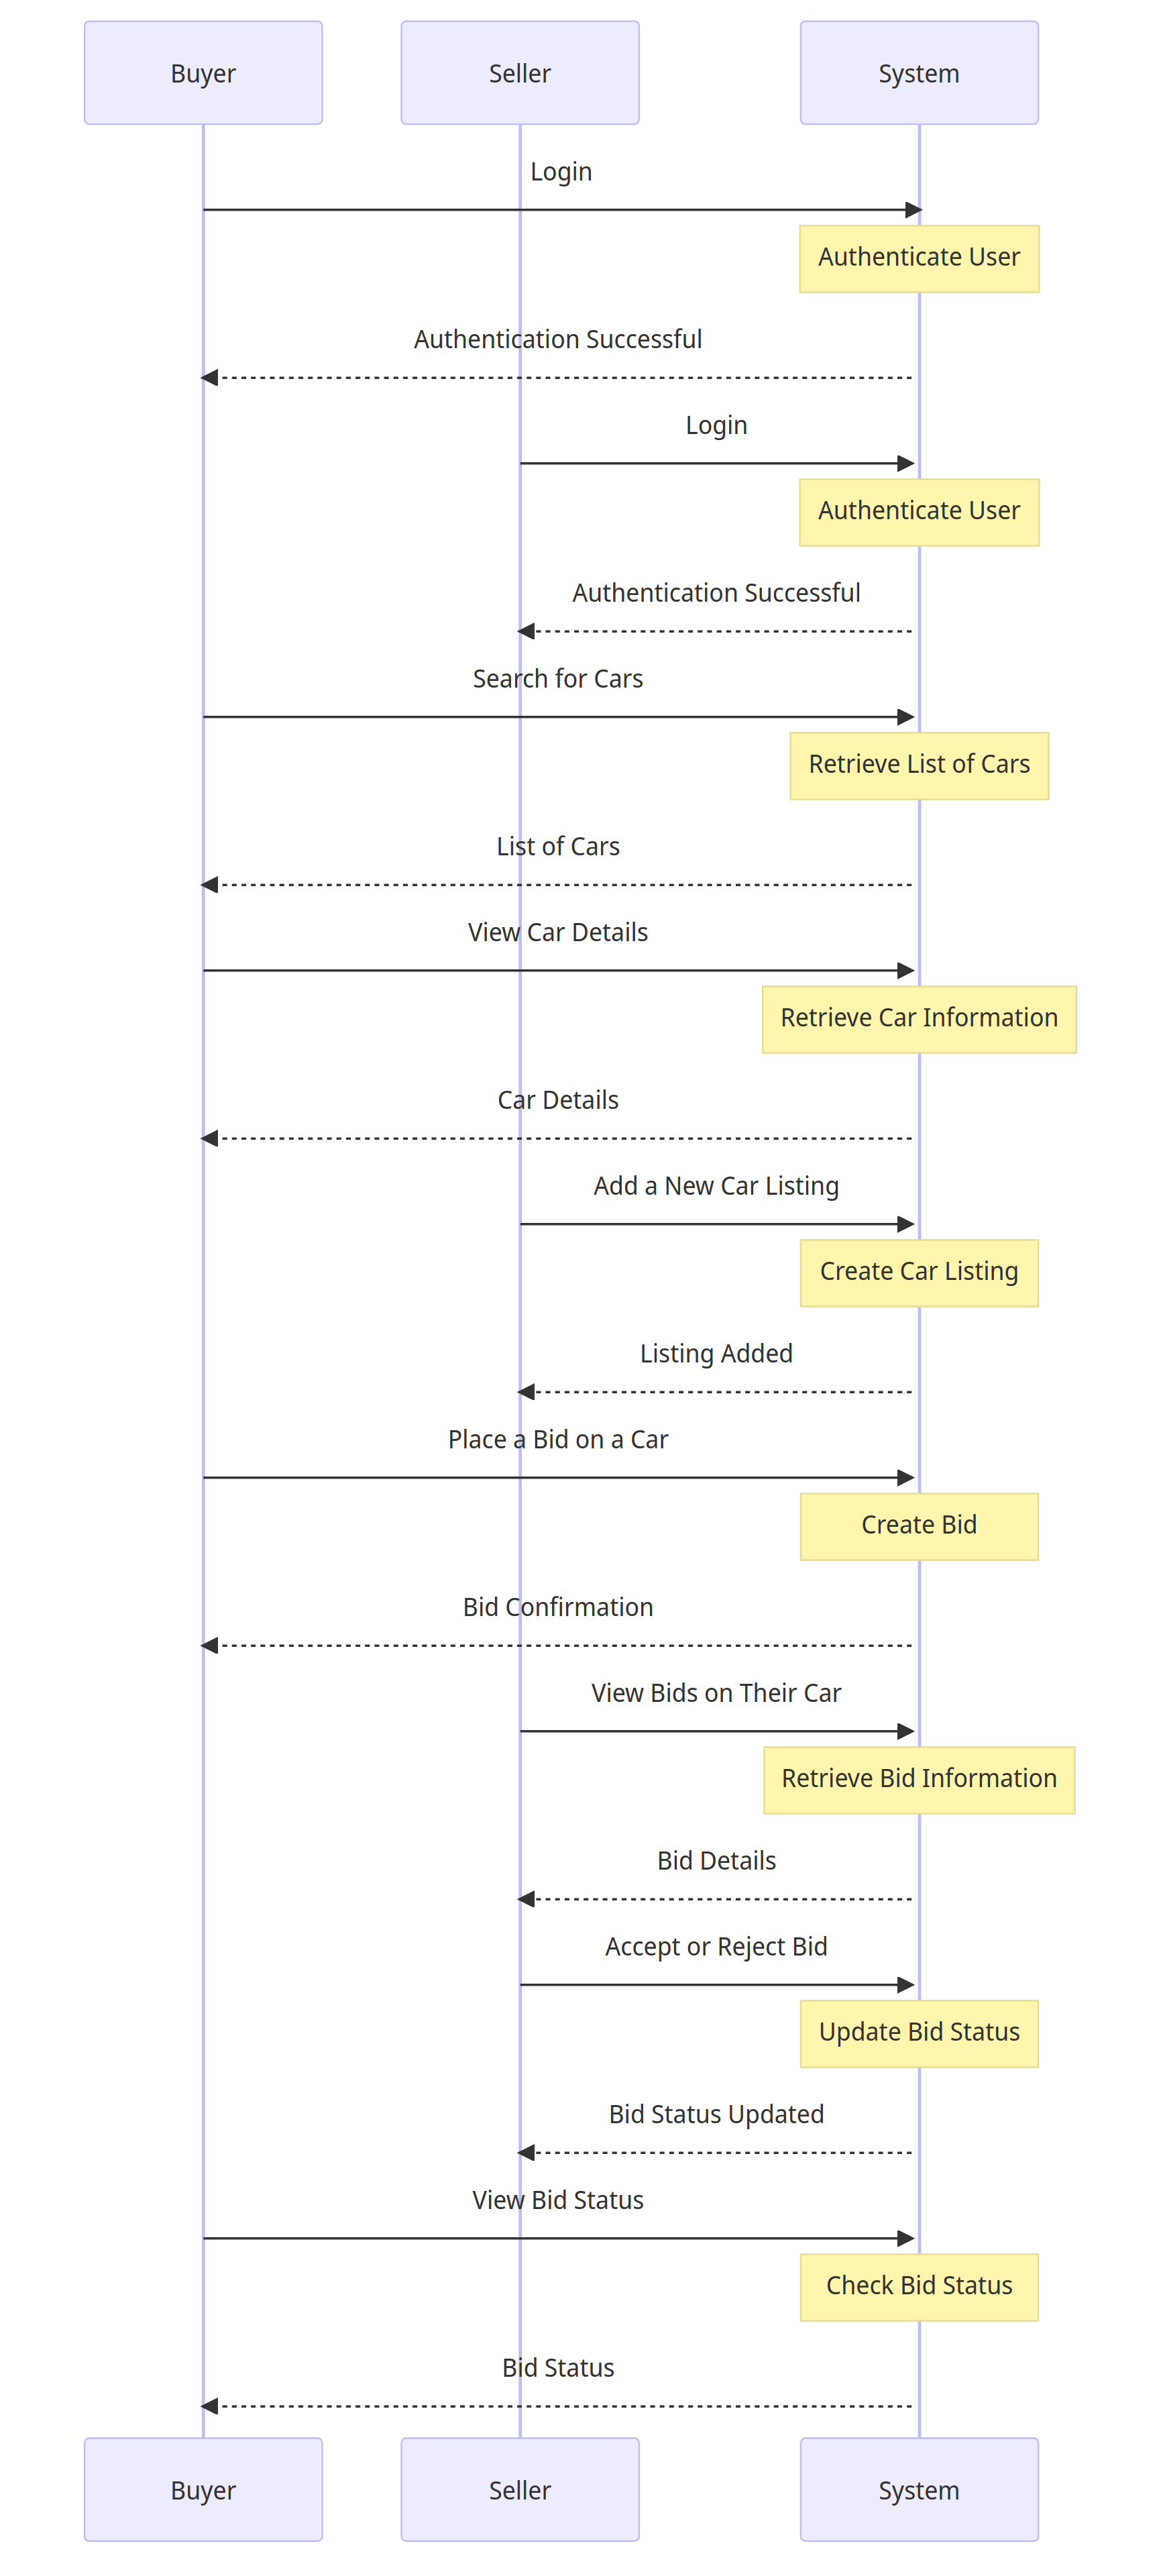 Buyer
Seller
System
Login
Authenticate User
Authentication Successful
Login
Authenticate User
Authentication Successful
Search for Cars
Retrieve List of Cars
List of Cars
View Car Details
Retrieve Car Information
Car Details
Add a New Car Listing
Create Car Listing
Listing Added
Place a Bid on a Car
Create Bid
Bid Confirmation
View Bids on Their Car
Retrieve Bid Information
Bid Details
Accept or Reject Bid
Update Bid Status
Bid Status Updated
View Bid Status
Check Bid Status
Bid Status
Buyer
Seller
System